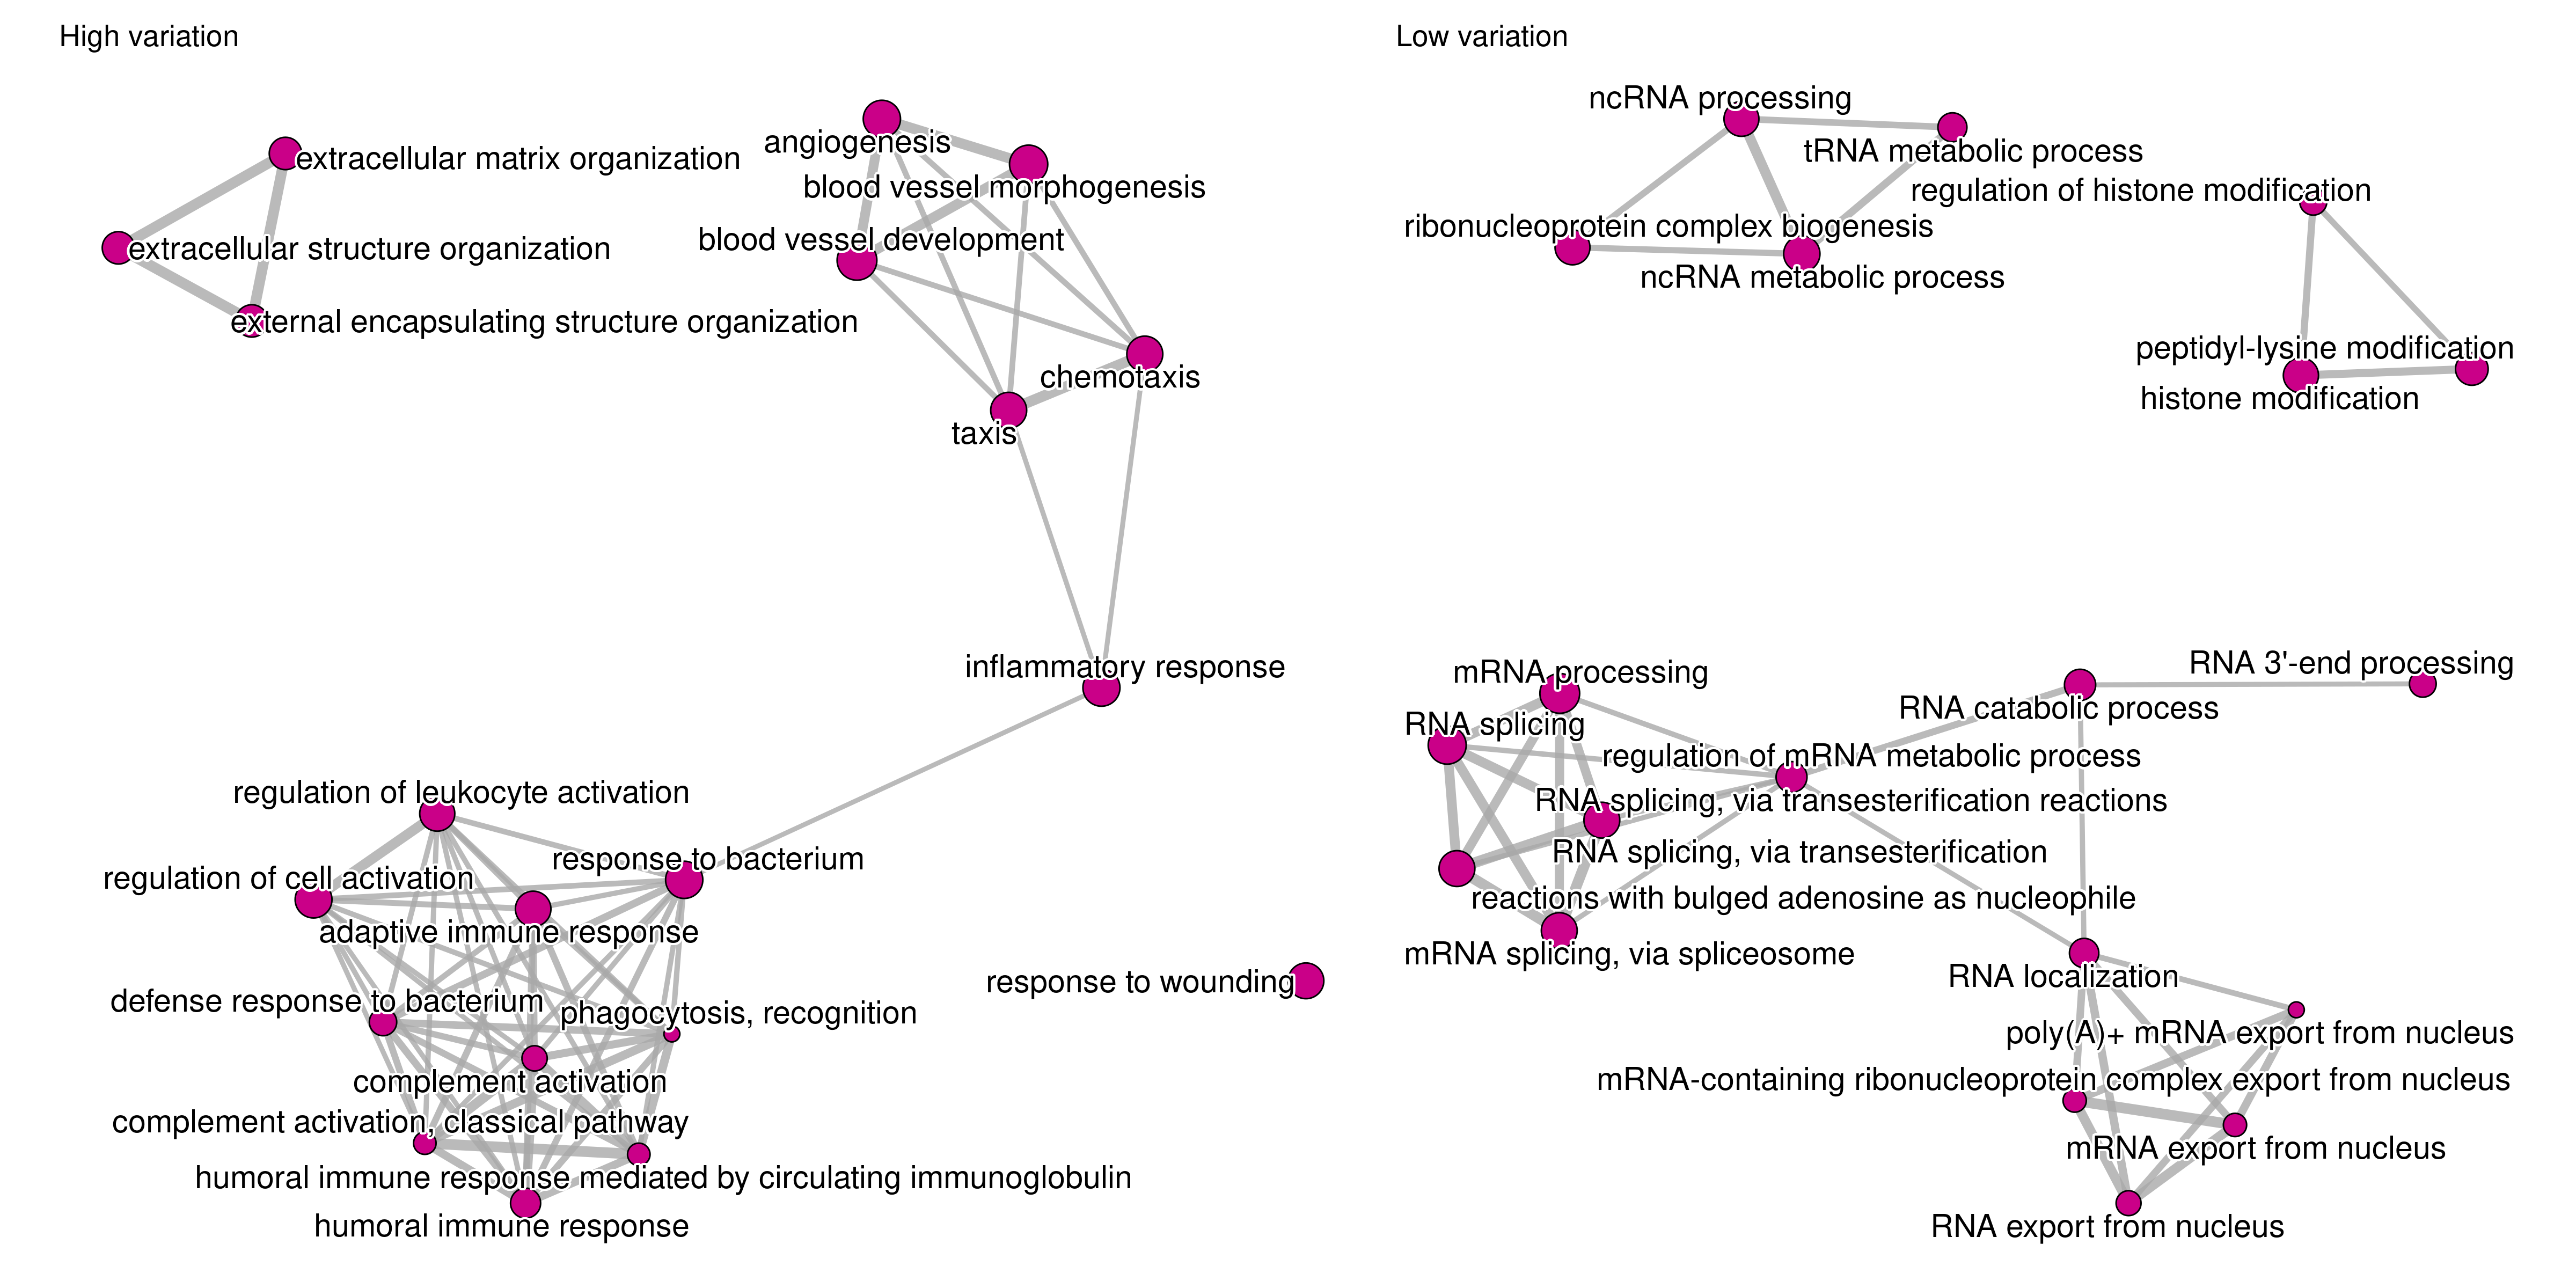 High variation
extracellular matrix organization
extracellular structure organization
external encapsulating structure organization
angiogenesis
blood vessel morphogenesis
blood vessel development
chemotaxis
taxis
inflammatory response
regulation of leukocyte activation
response to bacterium
regulation of cell activation
adaptive immune response
response to wounding
defense response to bacterium
phagocytosis, recognition
complement activation
complement activation, classical pathway
humoral immune response mediated by circulating immunoglobulin
humoral immune response
Low variation
ncRNA processing
tRNA metabolic process
regulation of histone modification
ribonucleoprotein complex biogenesis
ncRNA metabolic process
peptidyl-lysine modification
histone modification
mRNA processing
RNA 3'-end processing
RNA catabolic process
RNA splicing
regulation of mRNA metabolic process
RNA splicing, via transesterification reactions
RNA splicing, via transesterification
reactions with bulged adenosine as nucleophile
mRNA splicing, via spliceosome
RNA localization
poly(A)+ mRNA export from nucleus
mRNA-containing ribonucleoprotein complex export from nucleus
mRNA export from nucleus
RNA export from nucleus